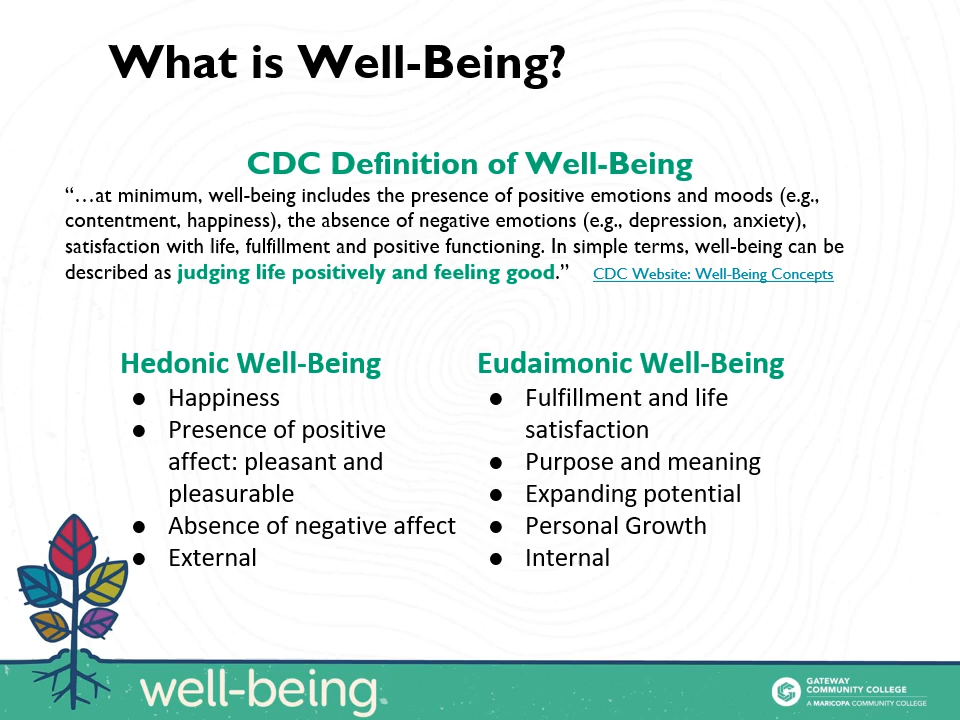 What is Well-Being?
CDC Definition of Well-Being
“…at minimum, well-being includes the presence of positive emotions and moods (e.g.,
contentment, happiness), the absence of negative emotions (e.g., depression, anxiety),
satisfaction with life, fulfillment and positive functioning. In simple terms, well-being can be
described as judging life positively and feeling good.” CDC Website: Well-Being Concepts
Hedonic Well-Being
● Happiness
● Presence of positive
affect: pleasant and
pleasurable
● Absence of negative affect
● External
Eudaimonic Well-Being
● Fulfillment and life
satisfaction
● Purpose and meaning
● Expanding potential
● Personal Growth
● Internal
well-being
GATEWAY
COMMUNITY COLLEGE
A MARICOPA COMMUNITY COLLEGE